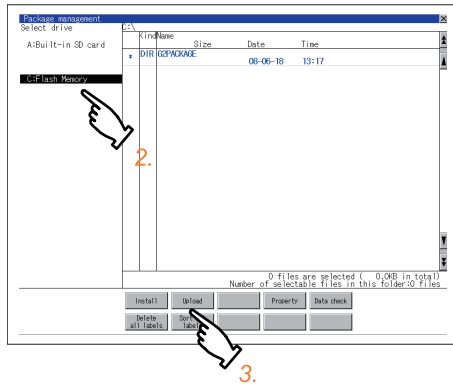 Package management
Select drive
C:\
Kind Name
Size Date Time
A:Built-in SD card
* DIR G2PACKAGE
08-06-18 13:17
C:Flash Memory
2.
0 files are selected ( 0.0KB in total)
Number of selectable files in this folder:0 files
Install Upload Property Data check
Delete
all labels
Sort
label
3.